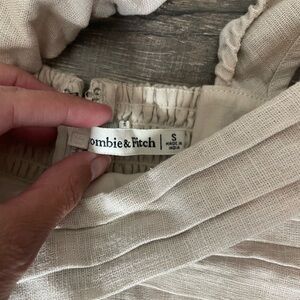 ombie & Fitch
S
MADE IN
INDIA